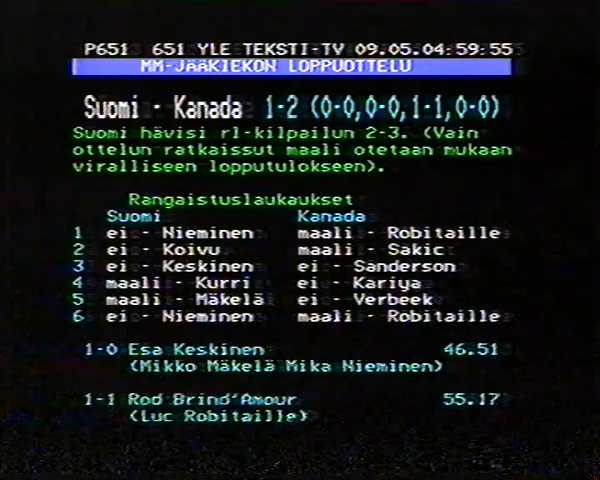 P651 651 YLE TEKSTI-TV 09.05.04:59:55
MM-JÄÄKIEKON LOPPUOTTELU
Suomi - Kanada 1-2 (0-0,0-0,1-1,0-0)
Suomi hävisi rl-kilpailun 2-3. (Vain
ottelun ratkaissut maali otetaan mukaan
viralliseen lopputulokseen).
Rangaistuslaukaukset
Suomi Kanada
1 ei - Nieminen maali - Robitaille
2 ei - Koivu maali - Sakic
3 ei - Keskinen ei - Sanderson
4 maali - Kurri ei - Kariya
5 maali - Mäkelä ei - Verbeek
6 ei - Nieminen maali - Robitaille
1-0 Esa Keskinen 46.51
(Mikko Mäkelä Mika Nieminen)
1-1 Rod Brind'Amour 55.17
(Luc Robitaille)